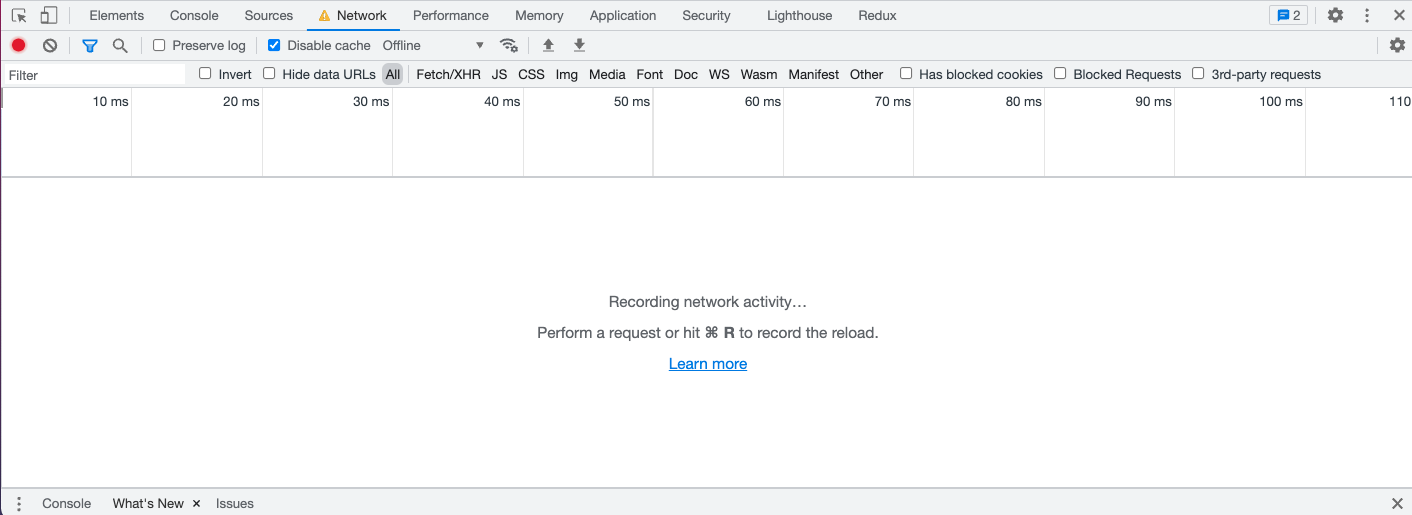 Elements Console Sources Network Performance Memory Application Security Lighthouse Redux 2
Preserve log Disable cache Offline
Filter Invert Hide data URLs All Fetch/XHR JS CSS Img Media Font Doc WS Wasm Manifest Other Has blocked cookies Blocked Requests 3rd-party requests
10 ms 20 ms 30 ms 40 ms 50 ms 60 ms 70 ms 80 ms 90 ms 100 ms 110
Recording network activity…
Perform a request or hit ⌘ R to record the reload.
Learn more
Console What's New × Issues